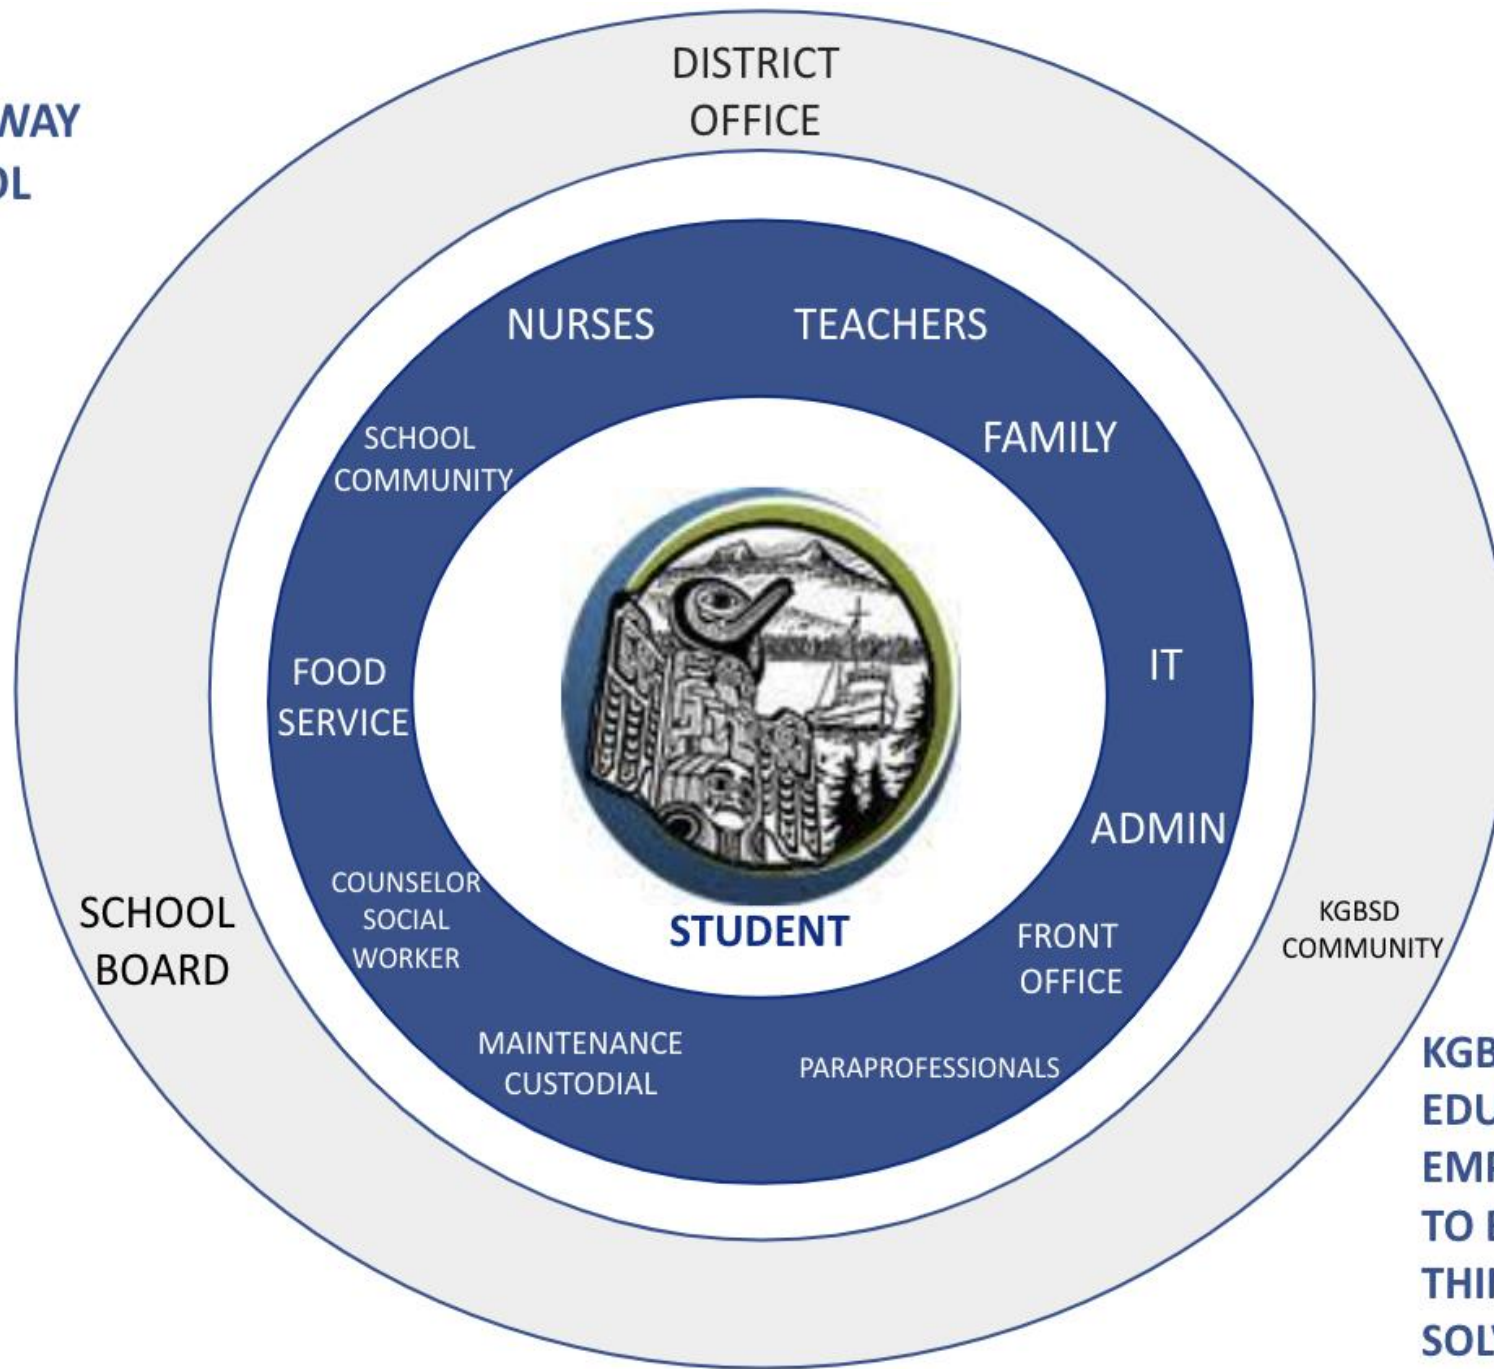 WAY
OL
DISTRICT
OFFICE
NURSES
TEACHERS
SCHOOL
COMMUNITY
FAMILY
FOOD
SERVICE
IT
ADMIN
COUNSELOR
SOCIAL
WORKER
STUDENT
FRONT
OFFICE
SCHOOL
BOARD
KGBSD
COMMUNITY
MAINTENANCE
CUSTODIAL
PARAPROFESSIONALS
KGB
EDU
EMP
TO
THI
SOL